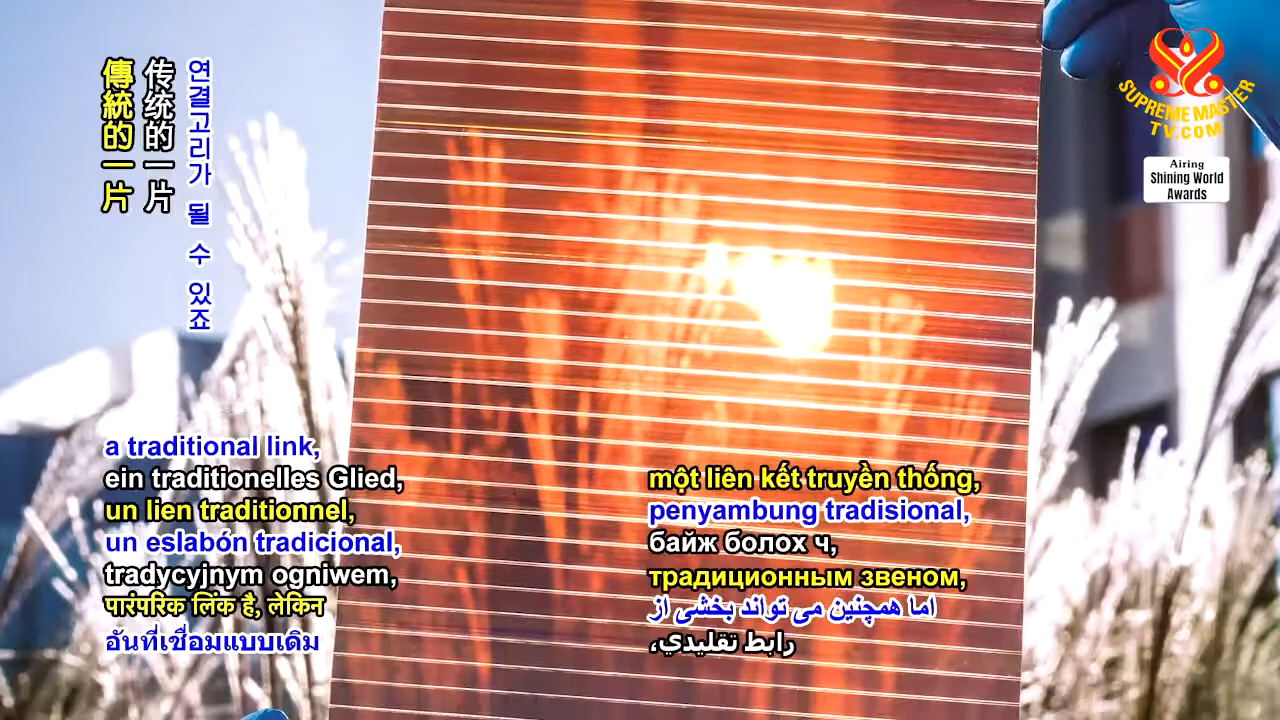 傳統的一片
传统的一片
연결고리가 될 수 있죠
SUPREME MASTER
TV.COM
Airing
Shining World
Awards
a traditional link,
ein traditionelles Glied,
un lien traditionnel,
un eslabón tradicional,
tradycyjnym ogniwem,
पारंपरिक लिंक है, लेकिन
อันที่เชื่อมแบบเดิม
một liên kết truyền thống,
penyambung tradisional,
байж болох ч,
традиционным звеном,
اما همچنین می تواند بخشی از
رابط تقليدي،